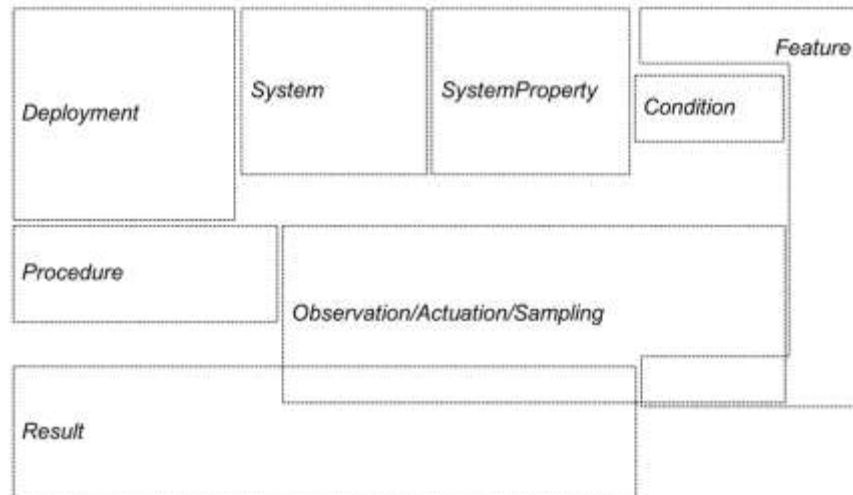 Feature
Deployment
System
SystemProperty
Condition
Procedure
Observation/Actuation/Sampling
Result